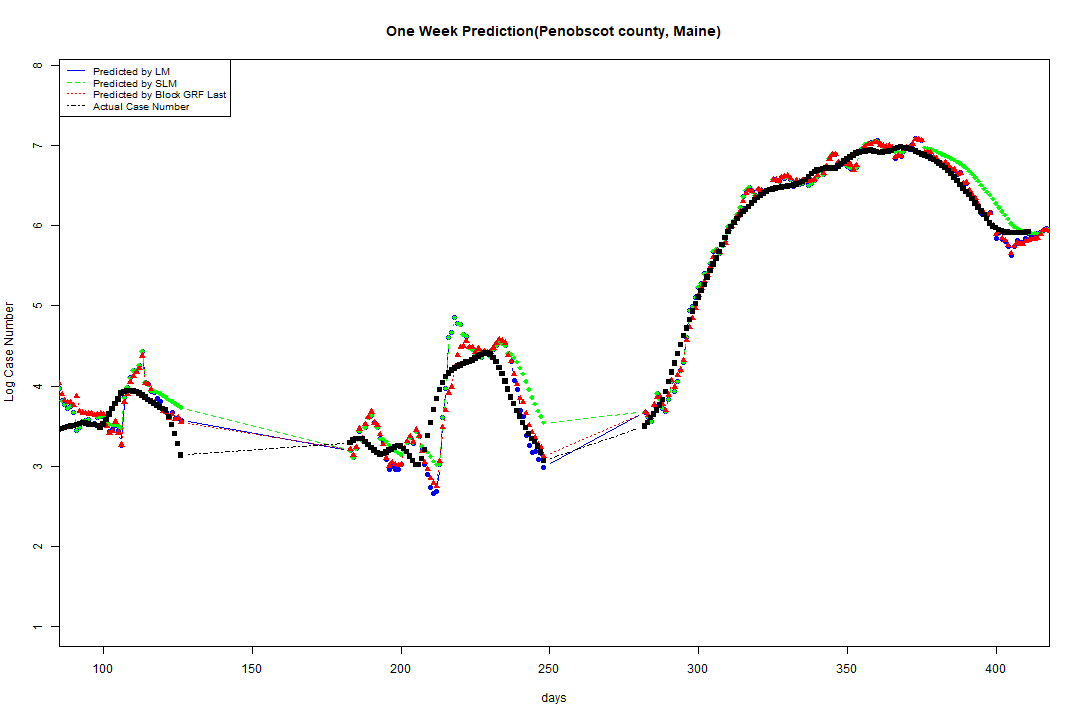 One Week Prediction(Penobscot county, Maine)
Predicted by LM
Predicted by SLM
Predicted by Block GRF Last
Actual Case Number
8
7
6
5
4
3
2
1
Log Case Number
100 150 200 250 300 350 400
days